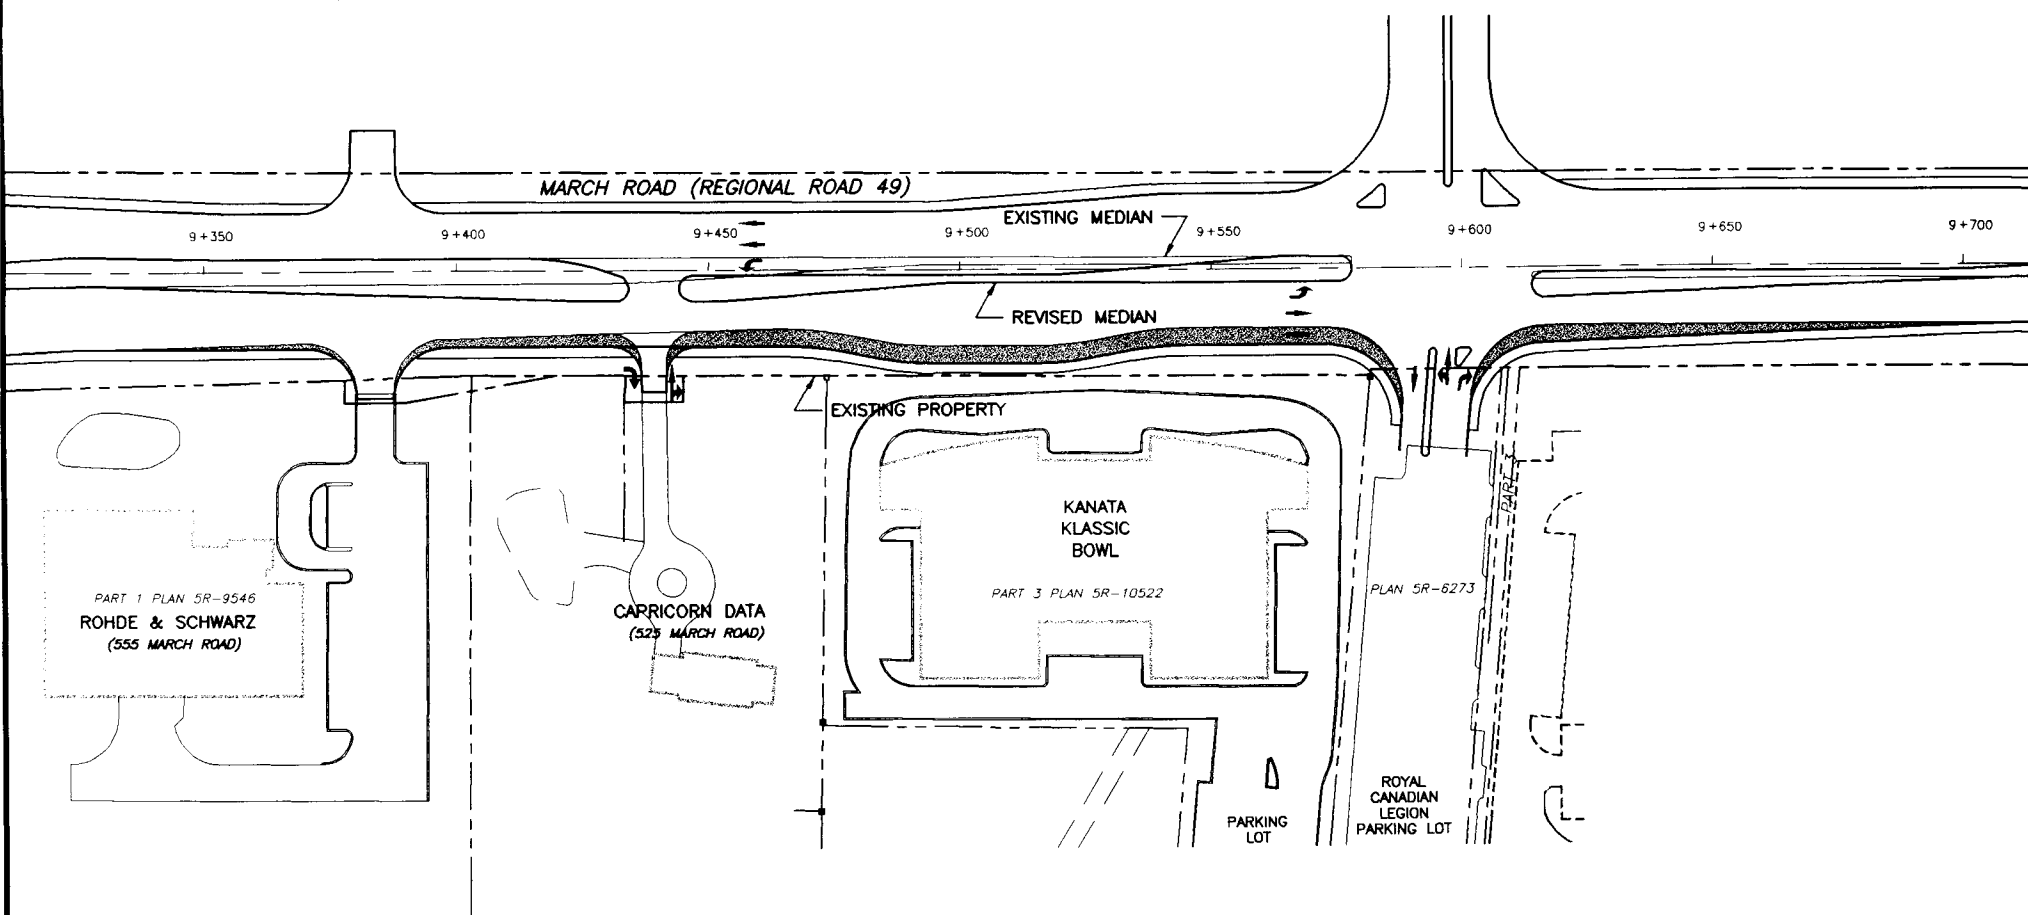 MARCH ROAD (REGIONAL ROAD 49)
EXISTING MEDIAN
9+350
9+400
9+450
9+500
9+550
9+600
9+650
9+700
REVISED MEDIAN
EXISTING PROPERTY
KANATA
KLASSIC
BOWL
PART 3 PLAN 5R-10522
PART 3
PLAN 5R-6273
PART 1 PLAN 5R-9546
ROHDE & SCHWARZ
(555 MARCH ROAD)
CAPRICORN DATA
(525 MARCH ROAD)
PARKING
LOT
ROYAL
CANADIAN
LEGION
PARKING LOT